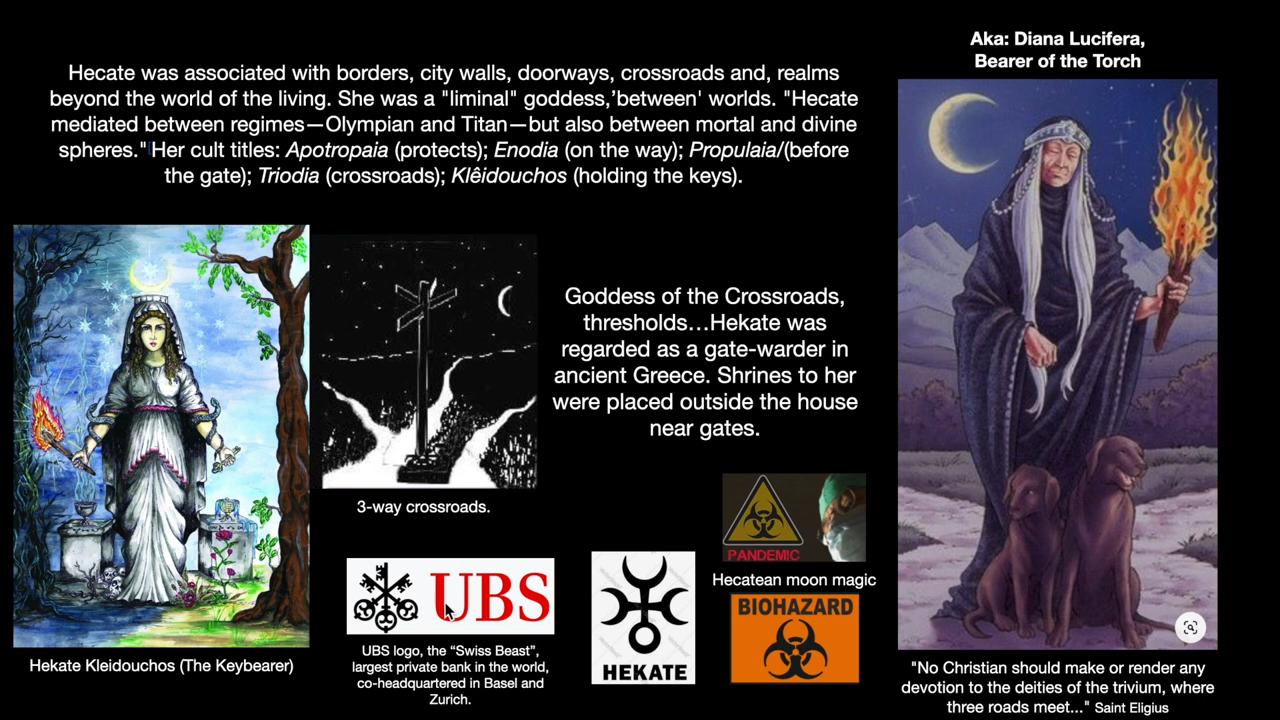 Aka: Diana Lucifera,
Bearer of the Torch
Hecate was associated with borders, city walls, doorways, crossroads and, realms
beyond the world of the living. She was a "liminal" goddess,’between' worlds. "Hecate
mediated between regimes—Olympian and Titan—but also between mortal and divine
spheres." Her cult titles: Apotropaia (protects); Enodia (on the way); Propulaia/(before
the gate); Triodia (crossroads); Klêidouchos (holding the keys).
Goddess of the Crossroads,
thresholds…Hekate was
regarded as a gate-warder in
ancient Greece. Shrines to her
were placed outside the house
near gates.
3-way crossroads.
PANDEMIC
Hecatean moon magic
BIOHAZARD
UBS
HEKATE
UBS logo, the “Swiss Beast”,
largest private bank in the world,
co-headquartered in Basel and
Zurich.
Hekate Kleidouchos (The Keybearer)
"No Christian should make or render any
devotion to the deities of the trivium, where
three roads meet..." Saint Eligius